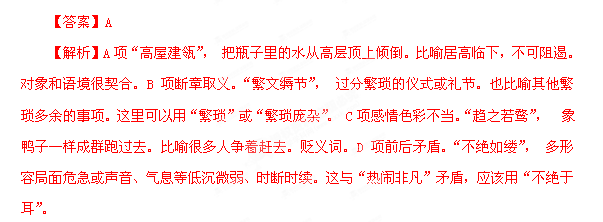 【答案】A
【解析】A 项“高屋建瓴”， 把瓶子里的水从高层顶上倾倒。比喻居高临下，不可阻遏。
对象和语境很契合。B 项断章取义。“繁文缛节”， 过分繁琐的仪式或礼节。也比喻其他繁
琐多余的事项。这里可以用“繁琐”或“繁琐庞杂”。 C 项感情色彩不当。“趋之若鹜”， 象
鸭子一样成群跑过去。比喻很多人争着赶去。贬义词。D 项前后矛盾。“不绝如缕”， 多形
容局面危急或声音、气息等低沉微弱、时断时续。这与“热闹非凡”矛盾，应该用“不绝于
耳”。